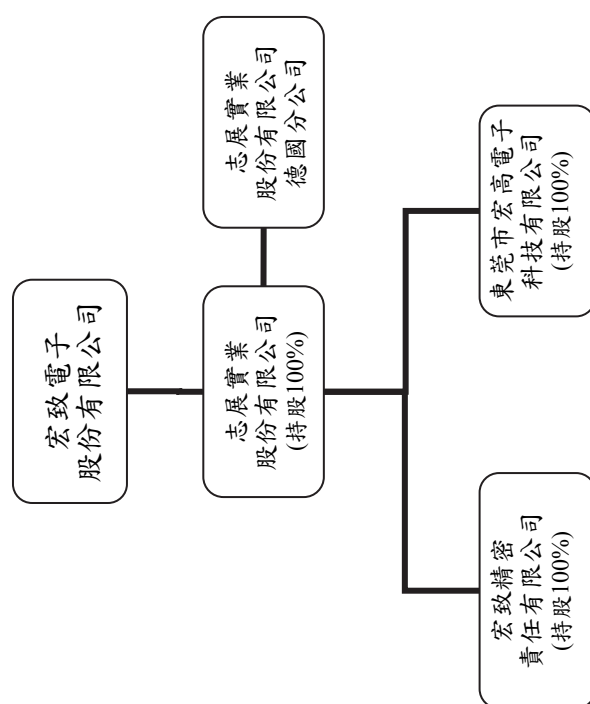 宏致電子
股份有限公司
志展實業
股份有限公司
(持股100%)
志展實業
股份有限公司
德國分公司
宏致精密
責任有限公司
(持股100%)
東莞市宏高電子
科技有限公司
(持股100%)